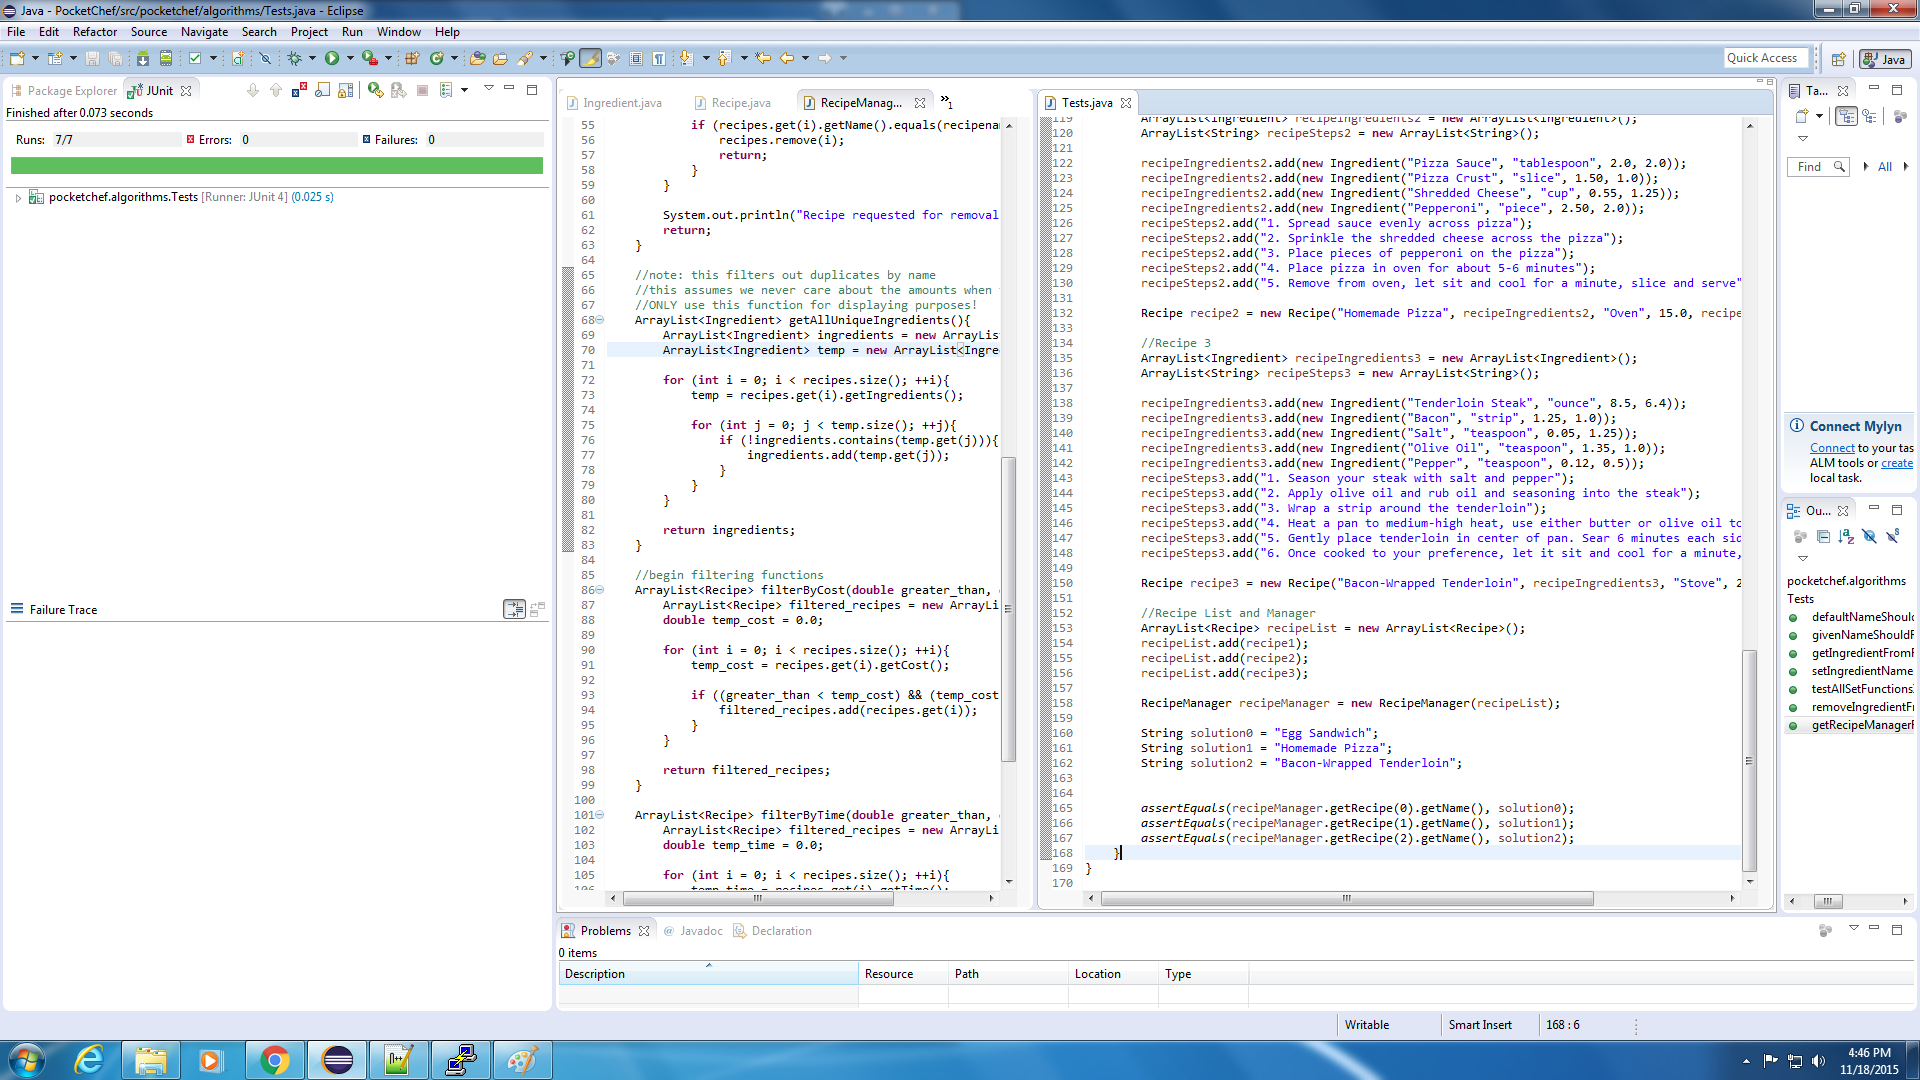 Java - PocketChef/src/pocketchef/algorithms/Tests.java - Eclipse
File Edit Refactor Source Navigate Search Project Run Window Help
Quick Access
Java
Package Explorer
JUnit
Finished after 0.073 seconds
Runs: 7/7
Errors: 0
Failures: 0
pocketchef.algorithms.Tests [Runner: JUnit 4] (0.025 s)
Failure Trace
Ingredient.java
Recipe.java
RecipeManag...
»1
55 if (recipes.get(i).getName().equals(recipena
56 recipes.remove(i);
57 return;
58 }
59 }
60
61 System.out.println("Recipe requested for removal
62 return;
63 }
64
65 //note: this filters out duplicates by name
66 //this assumes we never care about the amounts when
67 //ONLY use this function for displaying purposes!
68 ArrayList<Ingredient> getAllUniqueIngredients(){
69 ArrayList<Ingredient> ingredients = new ArrayLis
70 ArrayList<Ingredient> temp = new ArrayList<Ingre
71
72 for (int i = 0; i < recipes.size(); ++i){
73 temp = recipes.get(i).getIngredients();
74
75 for (int j = 0; j < temp.size(); ++j){
76 if (!ingredients.contains(temp.get(j))){
77 ingredients.add(temp.get(j));
78 }
79 }
80 }
81
82 return ingredients;
83 }
84
85 //begin filtering functions
86 ArrayList<Recipe> filterByCost(double greater_than,
87 ArrayList<Recipe> filtered_recipes = new ArrayLi
88 double temp_cost = 0.0;
89
90 for (int i = 0; i < recipes.size(); ++i){
91 temp_cost = recipes.get(i).getCost();
92
93 if ((greater_than < temp_cost) && (temp_cost
94 filtered_recipes.add(recipes.get(i));
95 }
96 }
97
98 return filtered_recipes;
99 }
100
101 ArrayList<Recipe> filterByTime(double greater_than,
102 ArrayList<Recipe> filtered_recipes = new ArrayLi
103 double temp_time = 0.0;
104
105 for (int i = 0; i < recipes.size(); ++i){
106 temp_time = recipes.get(i).getTime();
Tests.java
119 ArrayList<Ingredient> recipeIngredients2 = new ArrayList<Ingredient>();
120 ArrayList<String> recipeSteps2 = new ArrayList<String>();
121
122 recipeIngredients2.add(new Ingredient("Pizza Sauce", "tablespoon", 2.0, 2.0));
123 recipeIngredients2.add(new Ingredient("Pizza Crust", "slice", 1.50, 1.0));
124 recipeIngredients2.add(new Ingredient("Shredded Cheese", "cup", 0.55, 1.25));
125 recipeIngredients2.add(new Ingredient("Pepperoni", "piece", 2.50, 2.0));
126 recipeSteps2.add("1. Spread sauce evenly across pizza");
127 recipeSteps2.add("2. Sprinkle the shredded cheese across the pizza");
128 recipeSteps2.add("3. Place pieces of pepperoni on the pizza");
129 recipeSteps2.add("4. Place pizza in oven for about 5-6 minutes");
130 recipeSteps2.add("5. Remove from oven, let sit and cool for a minute, slice and serve"
131
132 Recipe recipe2 = new Recipe("Homemade Pizza", recipeIngredients2, "Oven", 15.0, recipe
133
134 //Recipe 3
135 ArrayList<Ingredient> recipeIngredients3 = new ArrayList<Ingredient>();
136 ArrayList<String> recipeSteps3 = new ArrayList<String>();
137
138 recipeIngredients3.add(new Ingredient("Tenderloin Steak", "ounce", 8.5, 6.4));
139 recipeIngredients3.add(new Ingredient("Bacon", "strip", 1.25, 1.0));
140 recipeIngredients3.add(new Ingredient("Salt", "teaspoon", 0.05, 1.25));
141 recipeIngredients3.add(new Ingredient("Olive Oil", "teaspoon", 1.35, 1.0));
142 recipeIngredients3.add(new Ingredient("Pepper", "teaspoon", 0.12, 0.5));
143 recipeSteps3.add("1. Season your steak with salt and pepper");
144 recipeSteps3.add("2. Apply olive oil and rub oil and seasoning into the steak");
145 recipeSteps3.add("3. Wrap a strip around the tenderloin");
146 recipeSteps3.add("4. Heat a pan to medium-high heat, use either butter or olive oil to
147 recipeSteps3.add("5. Gently place tenderloin in center of pan. Sear 6 minutes each sid
148 recipeSteps3.add("6. Once cooked to your preference, let it sit and cool for a minute,
149
150 Recipe recipe3 = new Recipe("Bacon-Wrapped Tenderloin", recipeIngredients3, "Stove", 2
151
152 //Recipe List and Manager
153 ArrayList<Recipe> recipeList = new ArrayList<Recipe>();
154 recipeList.add(recipe1);
155 recipeList.add(recipe2);
156 recipeList.add(recipe3);
157
158 RecipeManager recipeManager = new RecipeManager(recipeList);
159
160 String solution0 = "Egg Sandwich";
161 String solution1 = "Homemade Pizza";
162 String solution2 = "Bacon-Wrapped Tenderloin";
163
164
165 assertEquals(recipeManager.getRecipe(0).getName(), solution0);
166 assertEquals(recipeManager.getRecipe(1).getName(), solution1);
167 assertEquals(recipeManager.getRecipe(2).getName(), solution2);
168 }
169 }
170
Ta...
Find
All
Connect Mylyn
Connect to your tas
ALM tools or create
local task.
Ou...
pocketchef.algorithms
Tests
defaultNameShoulc
givenNameShouldF
getIngredientFromF
setIngredientName
testAllSetFunctions
removeIngredientFr
getRecipeManagerF
Problems
@ Javadoc
Declaration
0 items
Description Resource Path Location Type
Writable Smart Insert 168 : 6
4:46 PM
11/18/2015